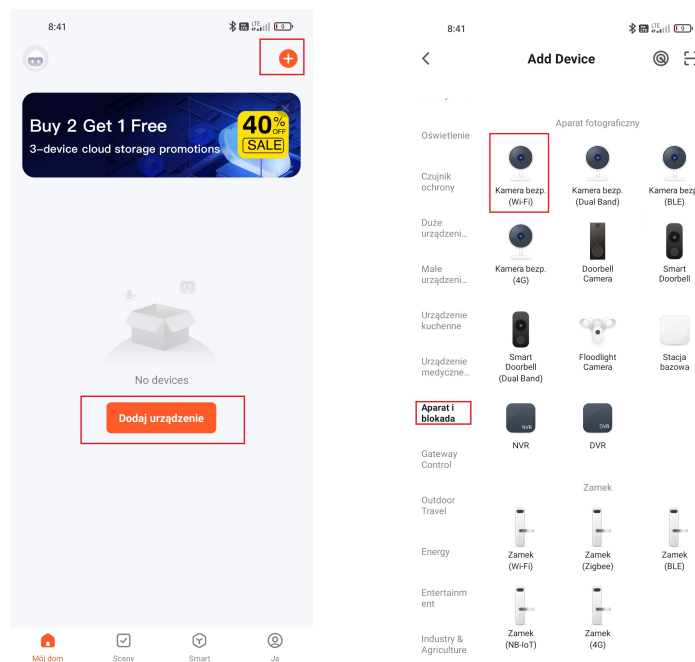 8:41
LTE
9
Buy 2 Get 1 Free
3-device cloud storage promotions
40%
OFF
SALE
No devices
Dodaj urządzenie
Mój dom
Sceny
Smart
Ja
8:41
LTE
9
Add Device
Oświetlenie
Czujnik
ochrony
Duże
urządzeni...
Małe
urządzeni...
Urządzenie
kuchenne
Urządzenie
medyczne...
Aparat i
blokada
Gateway
Control
Outdoor
Travel
Energy
Entertainm
ent
Industry &
Agriculture
Aparat fotograficzny
Kamera bezp.
(Wi-Fi)
Kamera bezp.
(Dual Band)
Kamera bezp
(BLE)
Kamera bezp.
(4G)
Doorbell
Camera
Smart
Doorbell
Smart
Doorbell
(Dual Band)
Floodlight
Camera
Stacja
bazowa
NVR
NVR
DVR
DVR
Zamek
Zamek
(Wi-Fi)
Zamek
(Zigbee)
Zamek
(BLE)
Zamek
(NB-IoT)
Zamek
(4G)